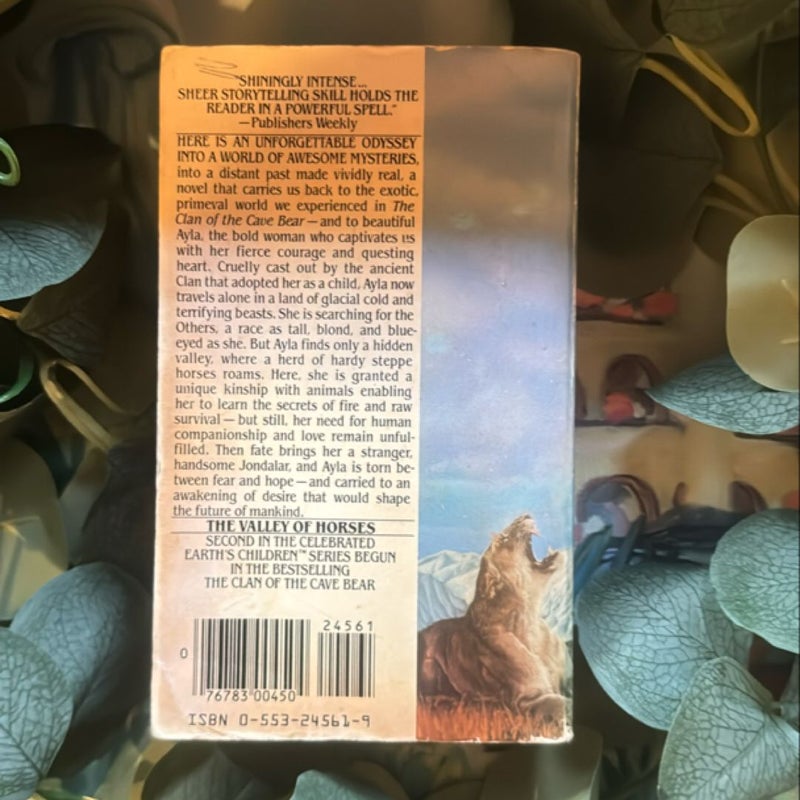 "SHININGLY INTENSE...
SHEER STORYTELLING SKILL HOLDS THE
READER IN A POWERFUL SPELL."
—Publishers Weekly
HERE IS AN UNFORGETTABLE ODYSSEY
INTO A WORLD OF AWESOME MYSTERIES,
into a distant past made vividly real, a
novel that carries us back to the exotic,
primeval world we experienced in The
Clan of the Cave Bear—and to beautiful
Ayla, the bold woman who captivates us
with her fierce courage and questing
heart. Cruelly cast out by the ancient
Clan that adopted her as a child, Ayla now
travels alone in a land of glacial cold and
terrifying beasts. She is searching for the
Others, a race as tall, blond, and blue-
eyed as she. But Ayla finds only a hidden
valley, where a herd of hardy steppe
horses roams. Here, she is granted a
unique kinship with animals enabling
her to learn the secrets of fire and raw
survival—but still, her need for human
companionship and love remain unful-
filled. Then fate brings her a stranger,
handsome Jondalar, and Ayla is torn be-
tween fear and hope—and carried to an
awakening of desire that would shape
the future of mankind.
THE VALLEY OF HORSES
SECOND IN THE CELEBRATED
EARTH'S CHILDREN™ SERIES BEGUN
IN THE BESTSELLING
THE CLAN OF THE CAVE BEAR
24561
0
76783 00450
ISBN 0-553-24561-9